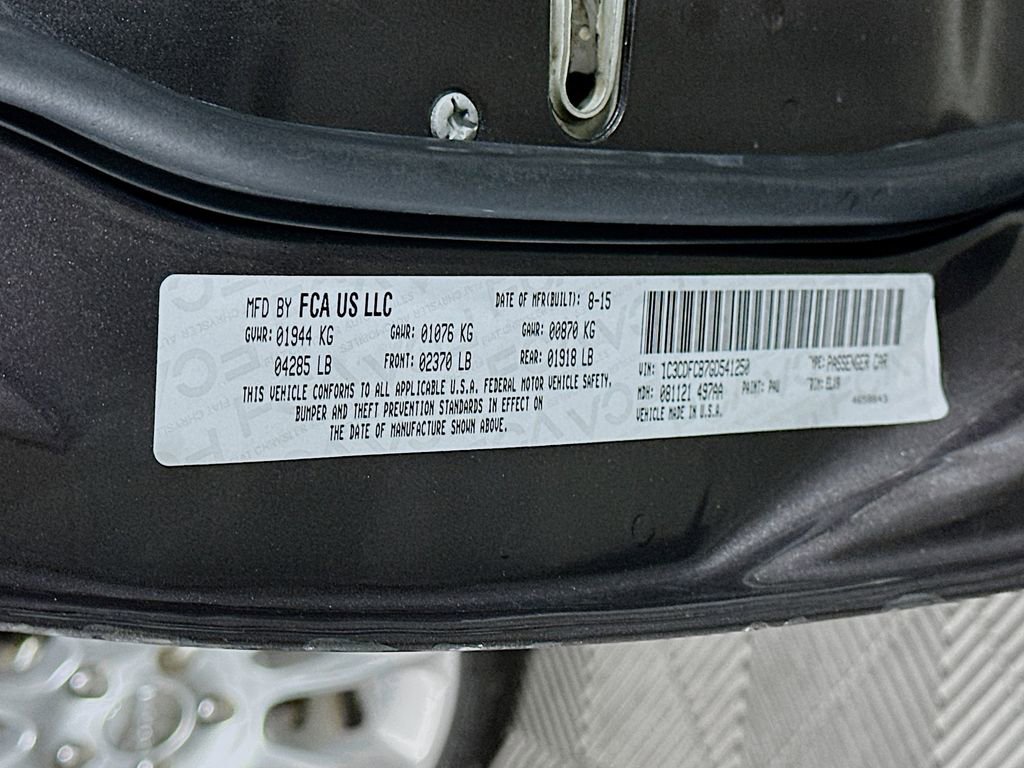 MFD BY FCA US LLC DATE OF MFR(BUILT): 8-15
GVWR: 01944 KG GAWR: 01076 KG GAWR: 00870 KG
04285 LB FRONT: 02370 LB REAR: 01918 LB
THIS VEHICLE CONFORMS TO ALL APPLICABLE U.S.A. FEDERAL MOTOR VEHICLE SAFETY,
BUMPER AND THEFT PREVENTION STANDARDS IN EFFECT ON
THE DATE OF MANUFACTURE SHOWN ABOVE.
VIN: 1C3CDFCB7GD541250 TYPE: PASSENGER CAR
MDH: 081121 497AA PAINT: PAU TRIM:
VEHICLE MADE IN U.S.A.